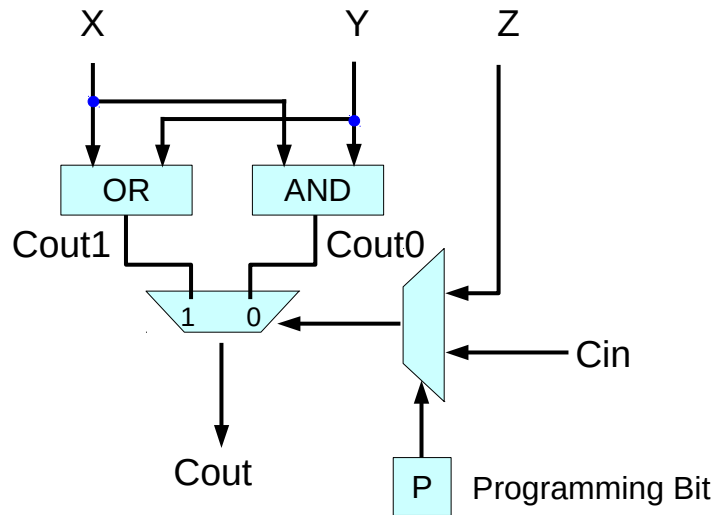 X Y Z
OR AND
Cout1 Cout0
1 0
Cin
Cout
P Programming Bit